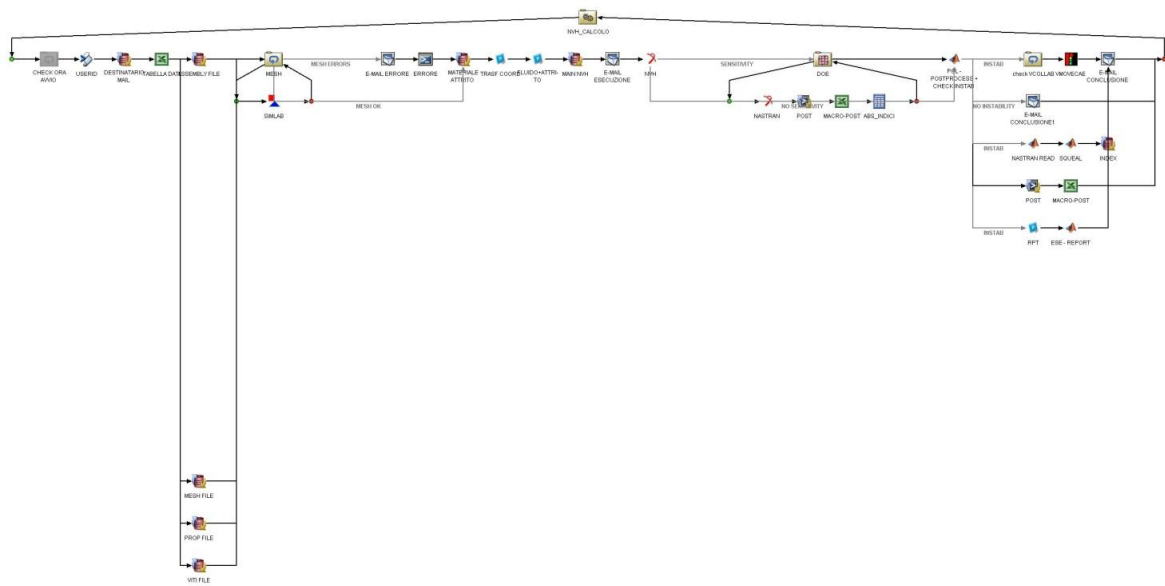 NVH_CALCOLO
CHECK ORA
AVVIO
USERID
DESTINATARIO
MAIL
TABELLA DATI
ASSEMBLY FILE
MESH
MESH ERRORS
E-MAIL ERRORE
ERRORE
MATERIALE
ATTRITO
TRASF COORD
FLUIDO+ATTRI-
TO
MAIN NVH
E-MAIL
ESECUZIONE
NVH
SENSITIVITY
DOE
POSTPROCESS +
CHECK INSTAB
INSTAB
check VCOLLAB
VMOVECAE
E-MAIL
CONCLUSIONE
SIMLAB
MESH OK
NASTRAN
NO SENSITIVITY
POST
MACRO-POST
ABS_INDICI
NO INSTABILITY
E-MAIL
CONCLUSIONE1
INSTAB
NASTRAN READ
SQUEAL
INDEX
POST
MACRO-POST
INSTAB
RPT
ESE - REPORT
MESH FILE
PROP FILE
VITI FILE